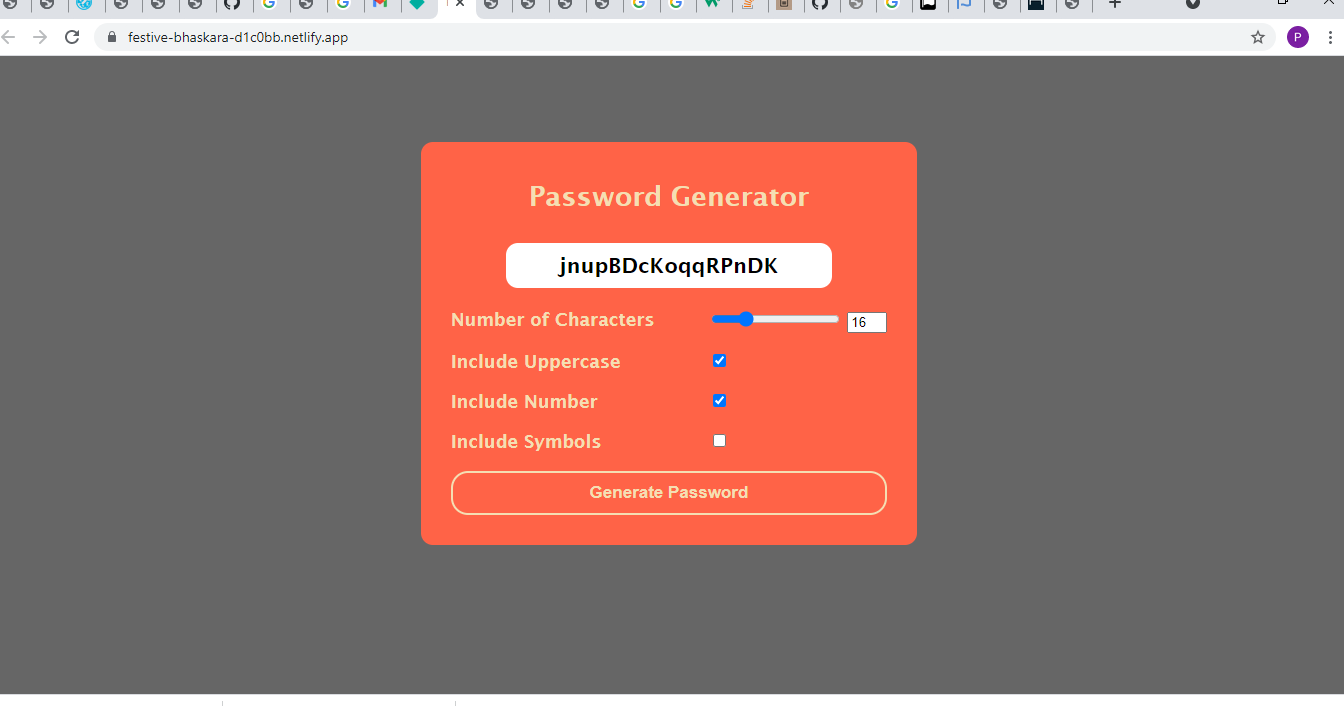 festive-bhaskara-d1c0bb.netlify.app
P
Password Generator
jnupBDcKoqqRPnDK
Number of Characters 16
Include Uppercase
Include Number
Include Symbols
Generate Password